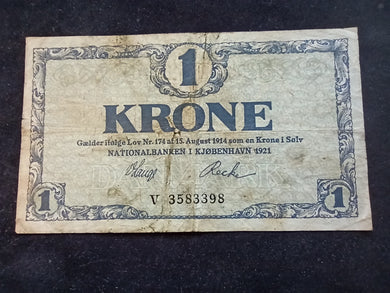 1
KRONE
Gælder ifølge Lov Nr. 174 af 15. August 1914 som en Krone i Sølv
NATIONALBANKEN I KJØBENHAVN 1921
V 3583398
1 1